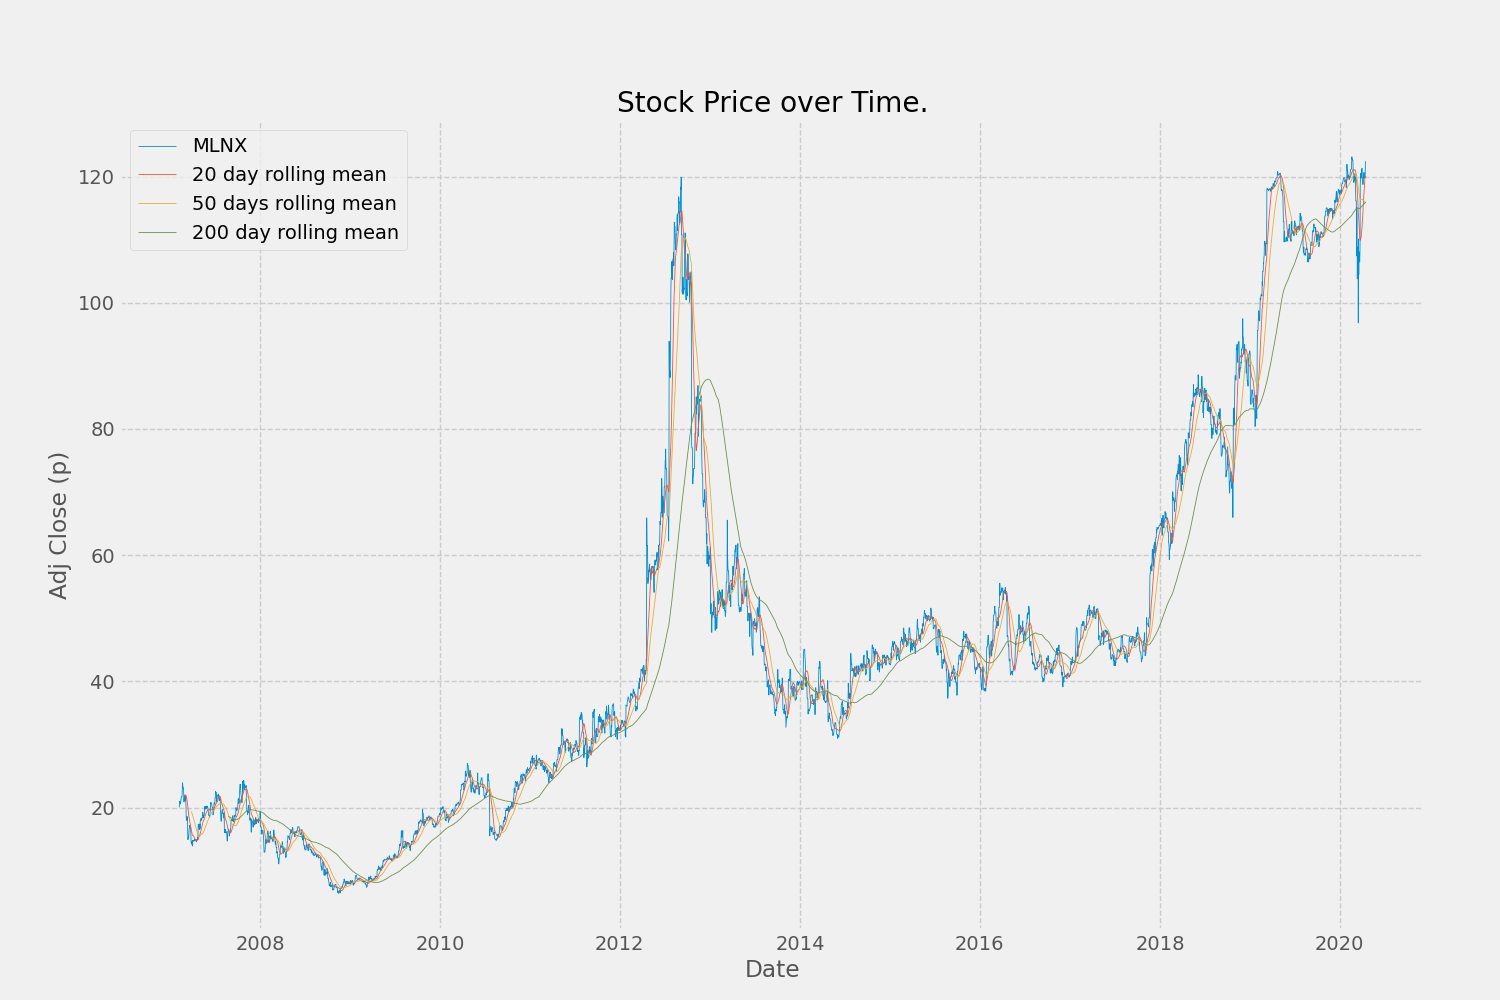 Stock Price over Time.
MLNX
20 day rolling mean
50 days rolling mean
200 day rolling mean
120
100
80
60
40
20
Adj Close (p)
2008 2010 2012 2014 2016 2018 2020
Date